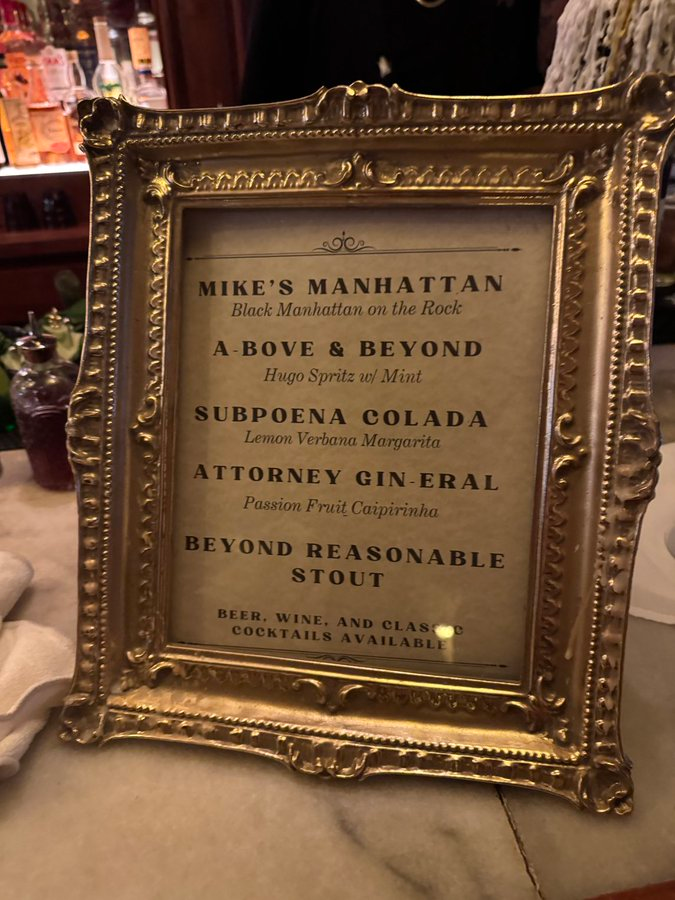 MIKE'S MANHATTAN
Black Manhattan on the Rock
A-BOVE & BEYOND
Hugo Spritz w/ Mint
SUBPOENA COLADA
Lemon Verbana Margarita
ATTORNEY GIN-ERAL
Passion Fruit Caipirinha
BEYOND REASONABLE
STOUT
BEER, WINE, AND CLASSIC
COCKTAILS AVAILABLE